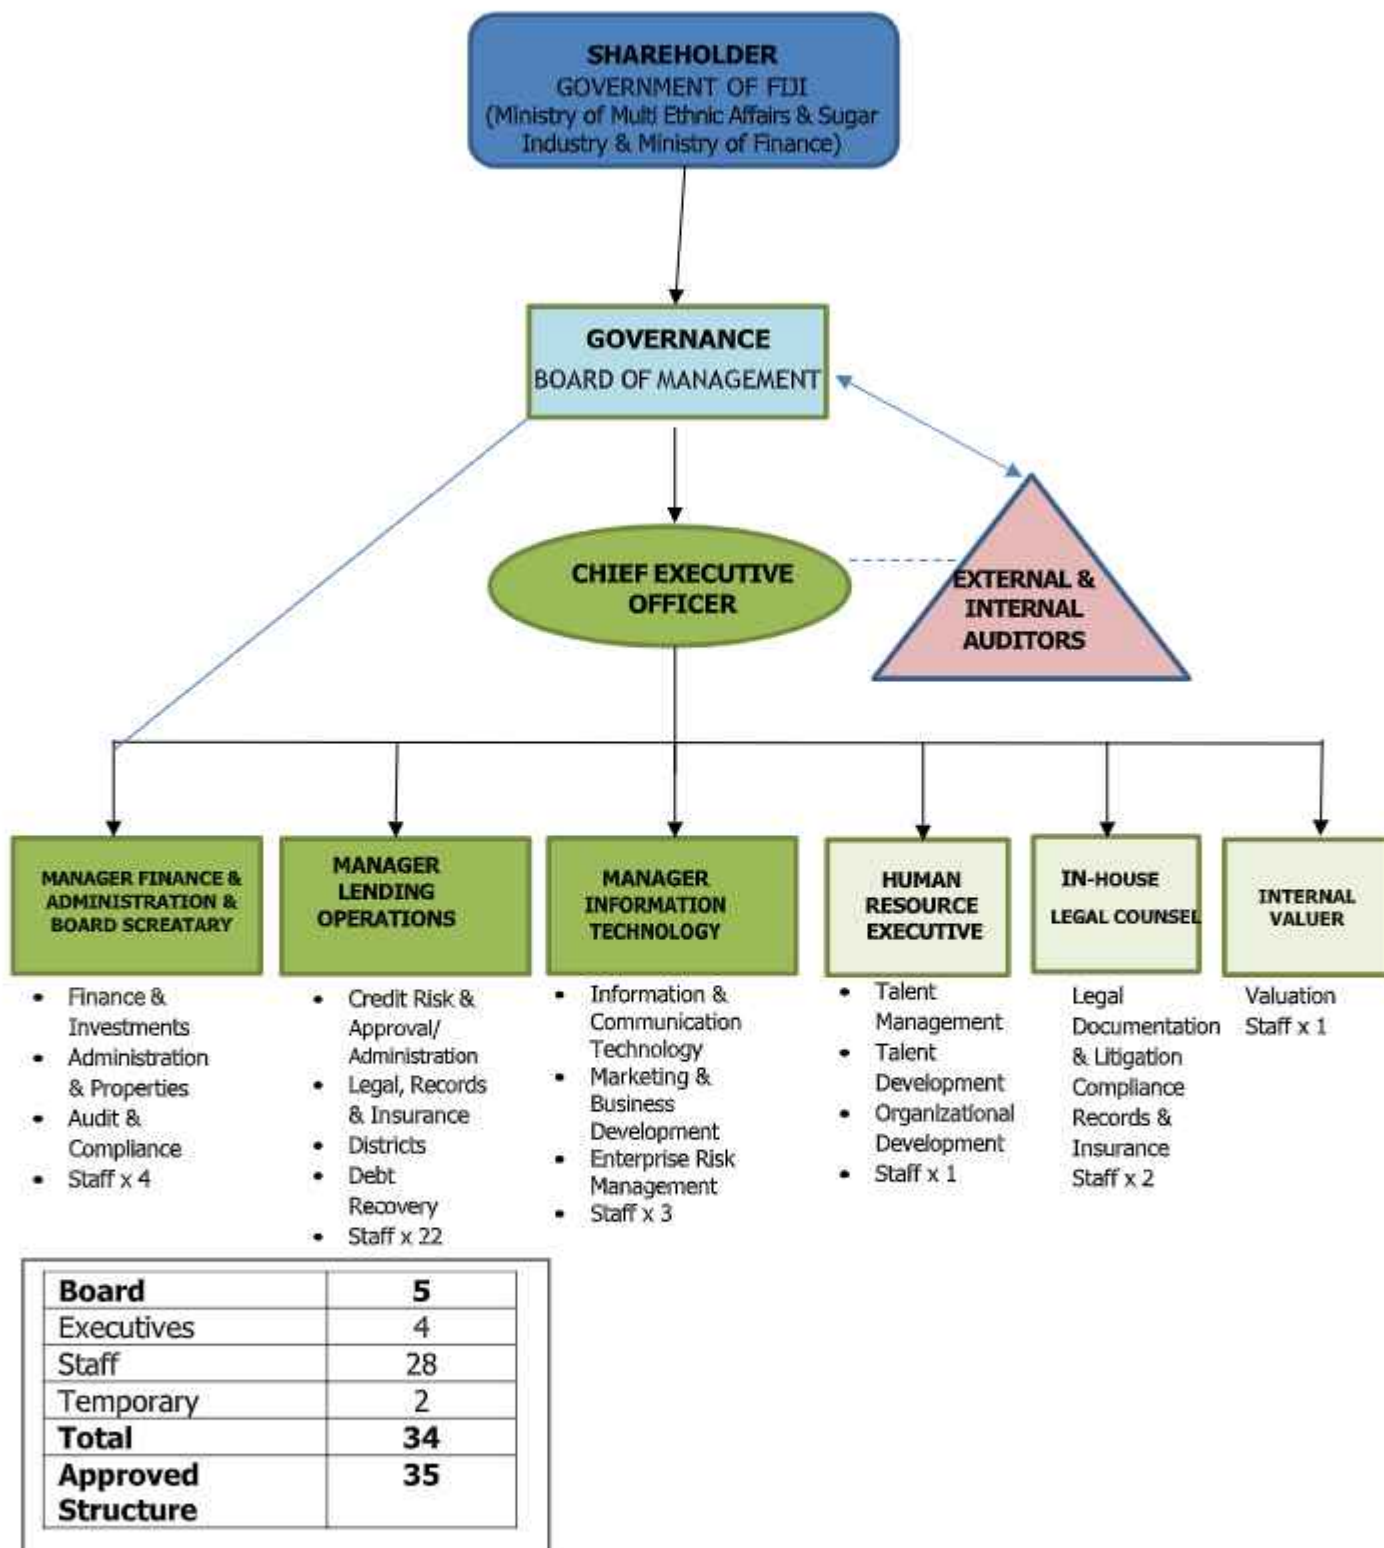 SHAREHOLDER
GOVERNMENT OF FIJI
(Ministry of Multi Ethnic Affairs & Sugar
Industry & Ministry of Finance)
GOVERNANCE
BOARD OF MANAGEMENT
CHIEF EXECUTIVE
OFFICER
EXTERNAL &
INTERNAL
AUDITORS
MANAGER FINANCE &
ADMINISTRATION &
BOARD SCREATARY
• Finance &
Investments
• Administration
& Properties
• Audit &
Compliance
• Staff x 4
MANAGER
LENDING
OPERATIONS
• Credit Risk &
Approval/
Administration
• Legal, Records
& Insurance
• Districts
• Debt
Recovery
• Staff x 22
MANAGER
INFORMATION
TECHNOLOGY
• Information &
Communication
Technology
• Marketing &
Business
Development
• Enterprise Risk
Management
• Staff x 3
HUMAN
RESOURCE
EXECUTIVE
• Talent
Management
• Talent
Development
• Organizational
Development
• Staff x 1
IN-HOUSE
LEGAL COUNSEL
Legal
Documentation
& Litigation
Compliance
Records &
Insurance
Staff x 2
INTERNAL
VALUER
Valuation
Staff x 1
Board 5
Executives 4
Staff 28
Temporary 2
Total 34
Approved 35
Structure